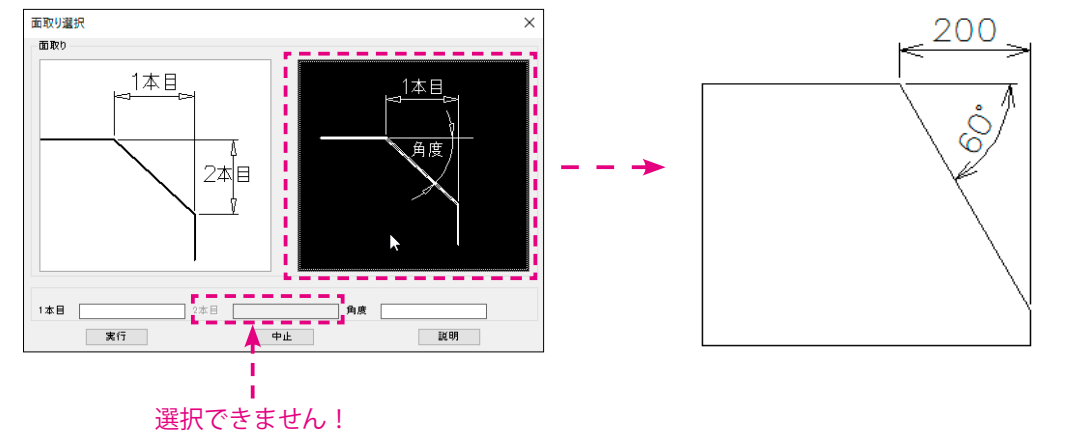 面取り選択
面取り
1本目
2本目
1本目
角度
1本目
2本目
角度
実行
中止
説明
選択できません！
200
60°